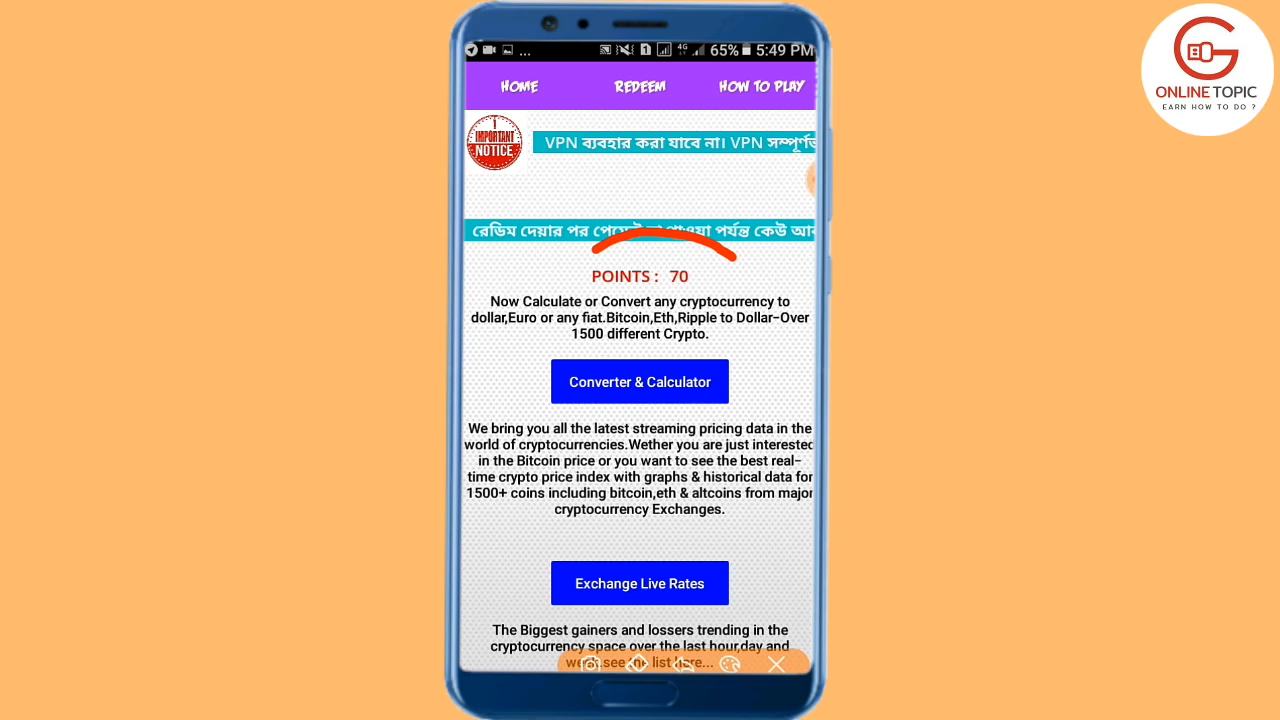 ... 65% 5:49 PM
HOME REDEEM HOW TO PLAY
ONLINE TOPIC
EARN HOW TO DO ?
IMPORTANT
NOTICE
VPN ব্যবহার করা যাবে না। VPN
রেডিম দেয়ার পর পর্যন্ত কেউ
POINTS : 70
Now Calculate or Convert any cryptocurrency to
dollar,Euro or any fiat.Bitcoin,Eth,Ripple to Dollar-Over
1500 different Crypto.
Converter & Calculator
We bring you all the latest streaming pricing data in the
world of cryptocurrencies.Wether you are just interested
in the Bitcoin price or you want to see the best real-
time crypto price index with graphs & historical data for
1500+ coins including bitcoin,eth & altcoins from major
cryptocurrency Exchanges.
Exchange Live Rates
The Biggest gainers and lossers trending in the
cryptocurrency space over the last hour,day and
week,see the list here...